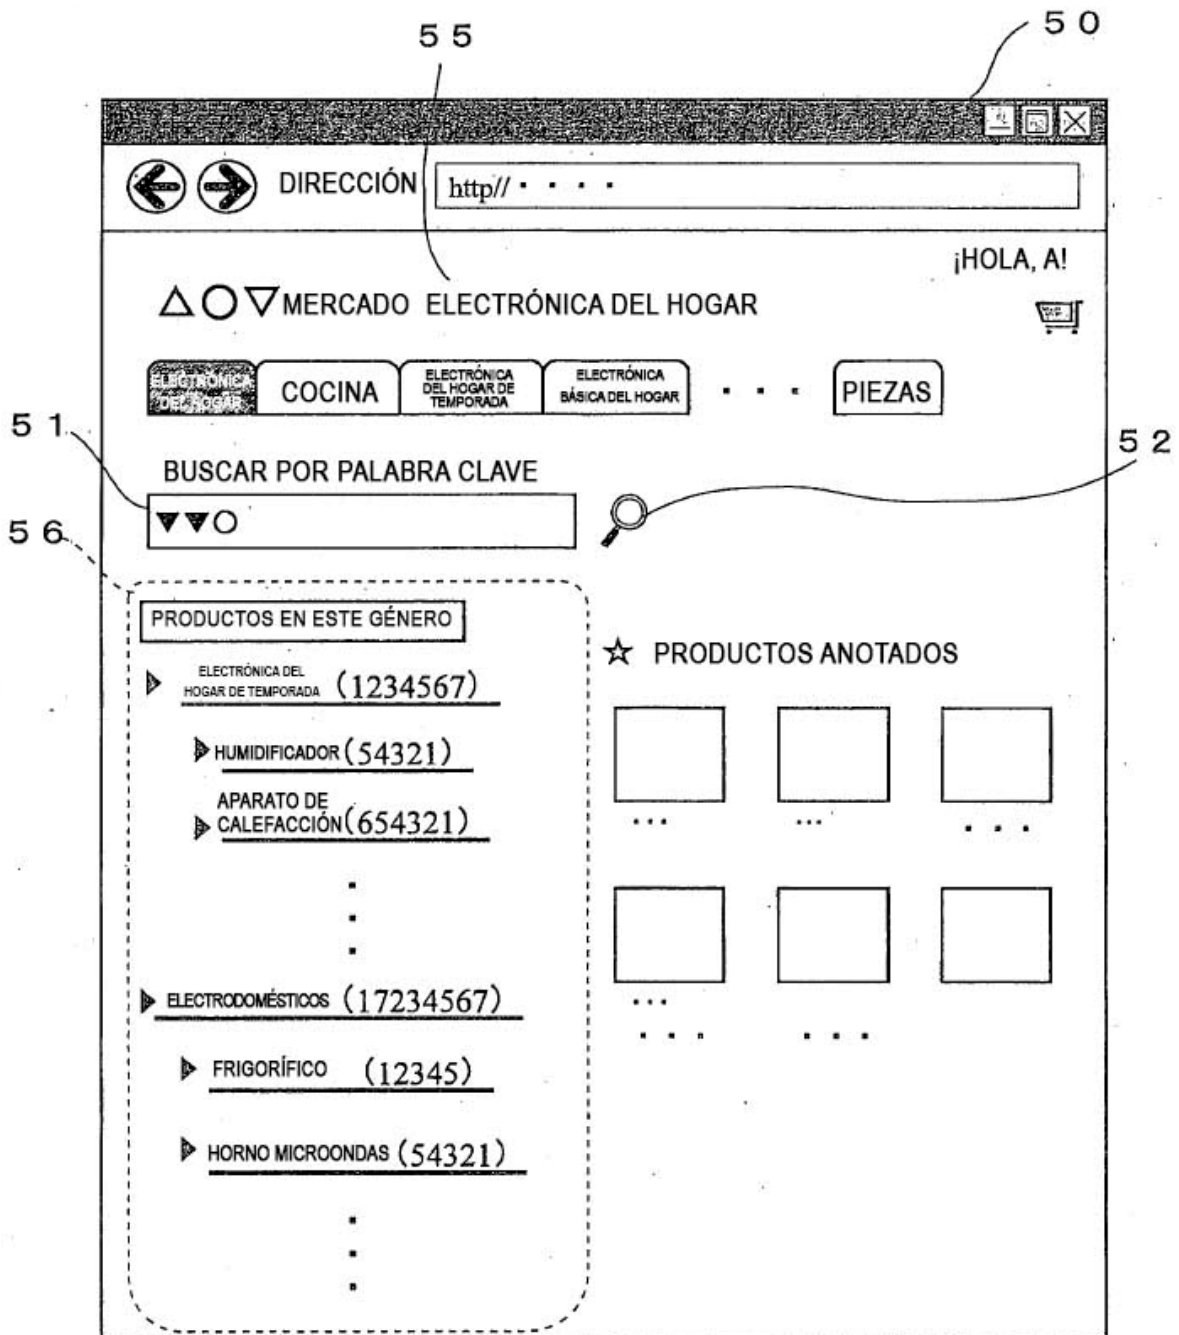 ５５
５０
DIRECCIÓN http// ・ ・ ・ ・
¡HOLA, A!
△○▽MERCADO ELECTRÓNICA DEL HOGAR
ELECTRÓNICA
DEL HOGAR
COCINA
ELECTRÓNICA
DEL HOGAR DE
TEMPORADA
ELECTRÓNICA
BÁSICA DEL HOGAR
・ ・ ・
PIEZAS
５１
５２
BUSCAR POR PALABRA CLAVE
▼▼○
５６
PRODUCTOS EN ESTE GÉNERO
☆ PRODUCTOS ANOTADOS
ELECTRÓNICA DEL
HOGAR DE TEMPORADA (1234567)
HUMIDIFICADOR (54321)
APARATO DE
CALEFACCIÓN (654321)
ELECTRODOMÉSTICOS (17234567)
FRIGORÍFICO (12345)
HORNO MICROONDAS (54321)